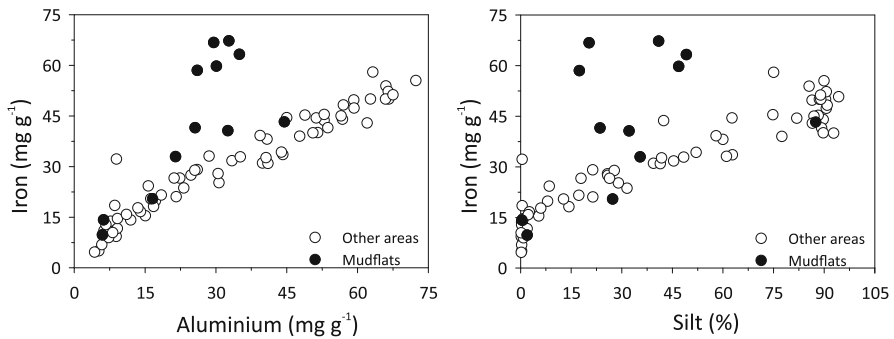 75
60
45
30
15
0
Iron (mg g-1)
0 15 30 45 60 75
Aluminium (mg g-1)
Other areas
Mudflats
75
60
45
30
15
0
Iron (mg g-1)
0 15 30 45 60 75 90 105
Silt (%)
Other areas
Mudflats